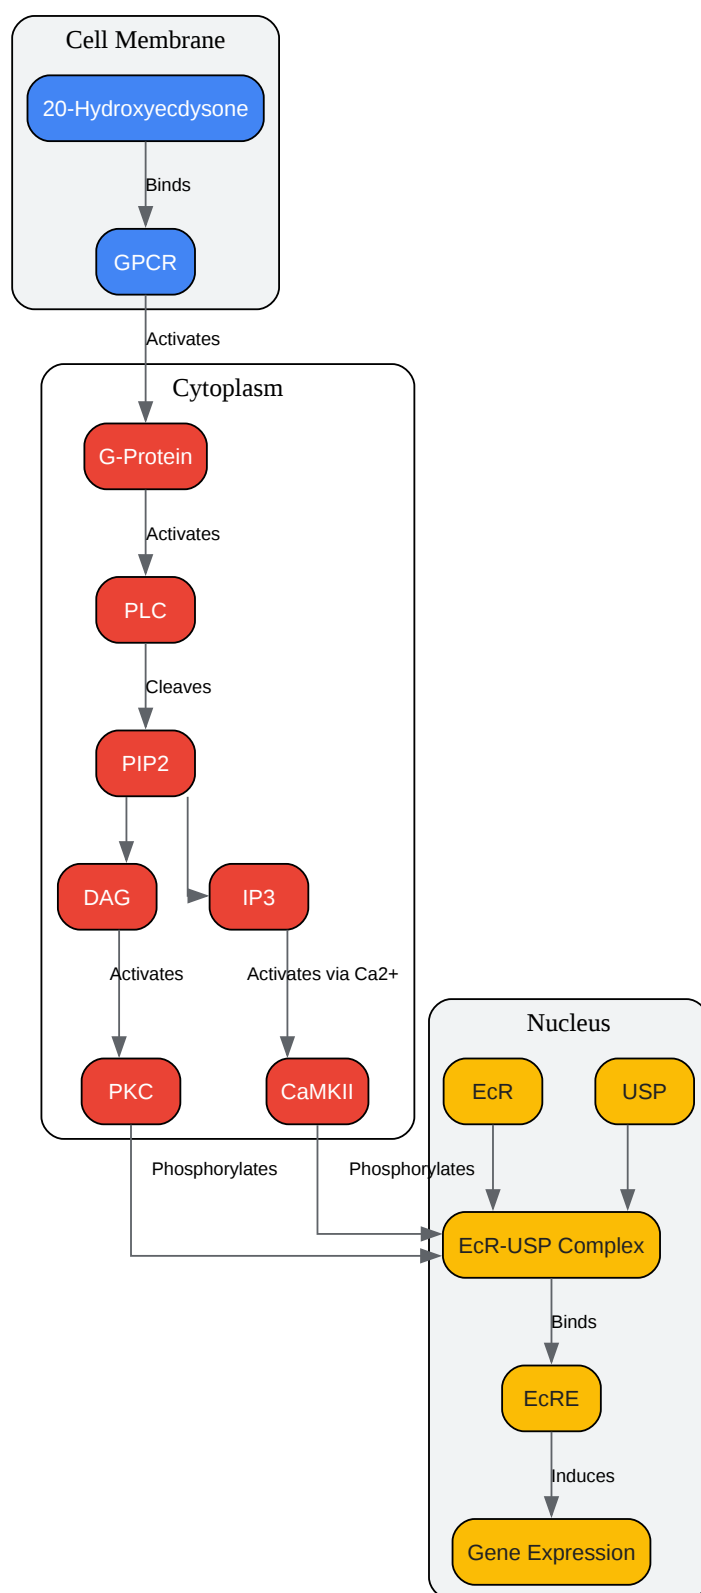 Cell Membrane
20-Hydroxyecdysone
Binds
GPCR
Activates
Cytoplasm
G-Protein
Activates
PLC
Cleaves
PIP2
DAG
IP3
Activates
Activates via Ca2+
PKC
CaMKII
Nucleus
EcR
USP
Phosphorylates
Phosphorylates
EcR-USP Complex
Binds
EcRE
Induces
Gene Expression